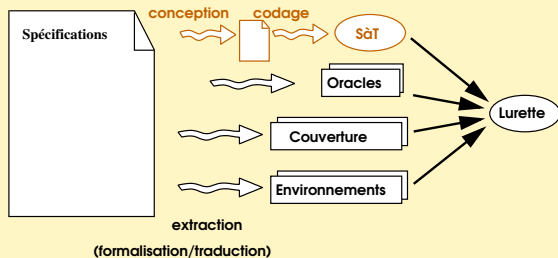 conception codage
Spécifications
SàT
Oracles
Lurette
Couverture
Environnements
extraction
(formalisation/traduction)